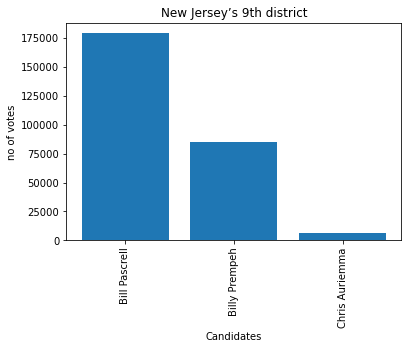 New Jersey’s 9th district
175000
150000
125000
100000
75000
50000
25000
0
no of votes
Bill Pascrell
Billy Prempeh
Chris Auriemma
Candidates